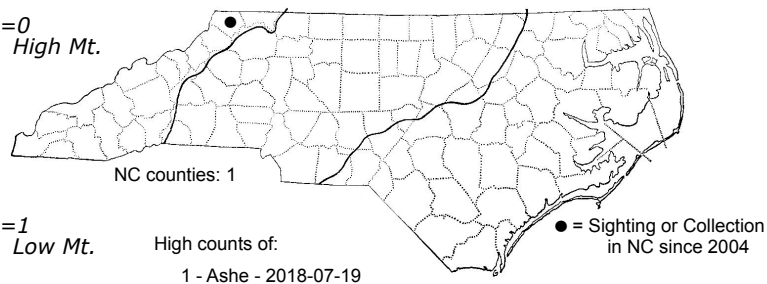 =0
High Mt.
NC counties: 1
=1
Low Mt.
High counts of:
1 - Ashe - 2018-07-19
● = Sighting or Collection
in NC since 2004